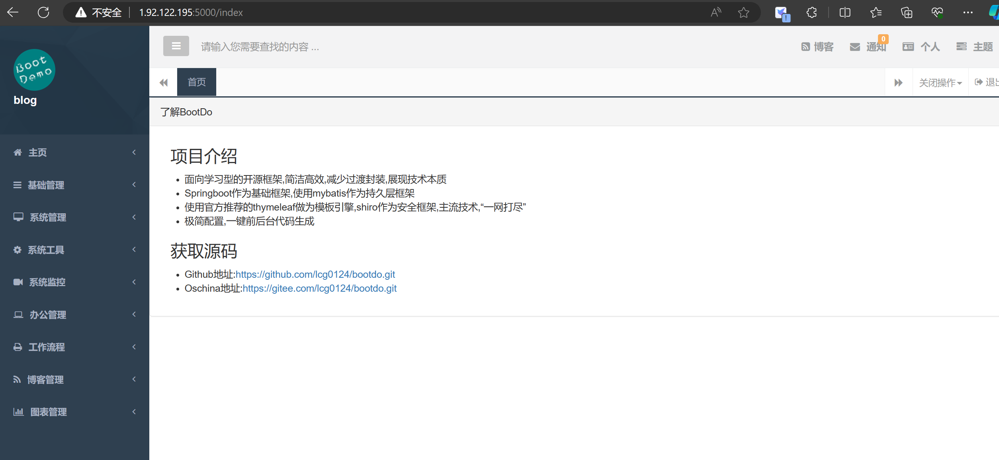 不安全 1.92.122.195:5000/index
Boot
Demo
blog
请输入您需要查找的内容 ...
博客 通知 0 个人 主题
首页 关闭操作 退出
了解BootDo
主页
基础管理
系统管理
系统工具
系统监控
办公管理
工作流程
博客管理
图表管理
项目介绍
面向学习型的开源框架,简洁高效,减少过渡封装,展现技术本质
Springboot作为基础框架,使用mybatis作为持久层框架
使用官方推荐的thymeleaf做为模板引擎,shiro作为安全框架,主流技术,“一网打尽”
极简配置,一键前后台代码生成
获取源码
Github地址:https://github.com/lcg0124/bootdo.git
Oschina地址:https://gitee.com/lcg0124/bootdo.git